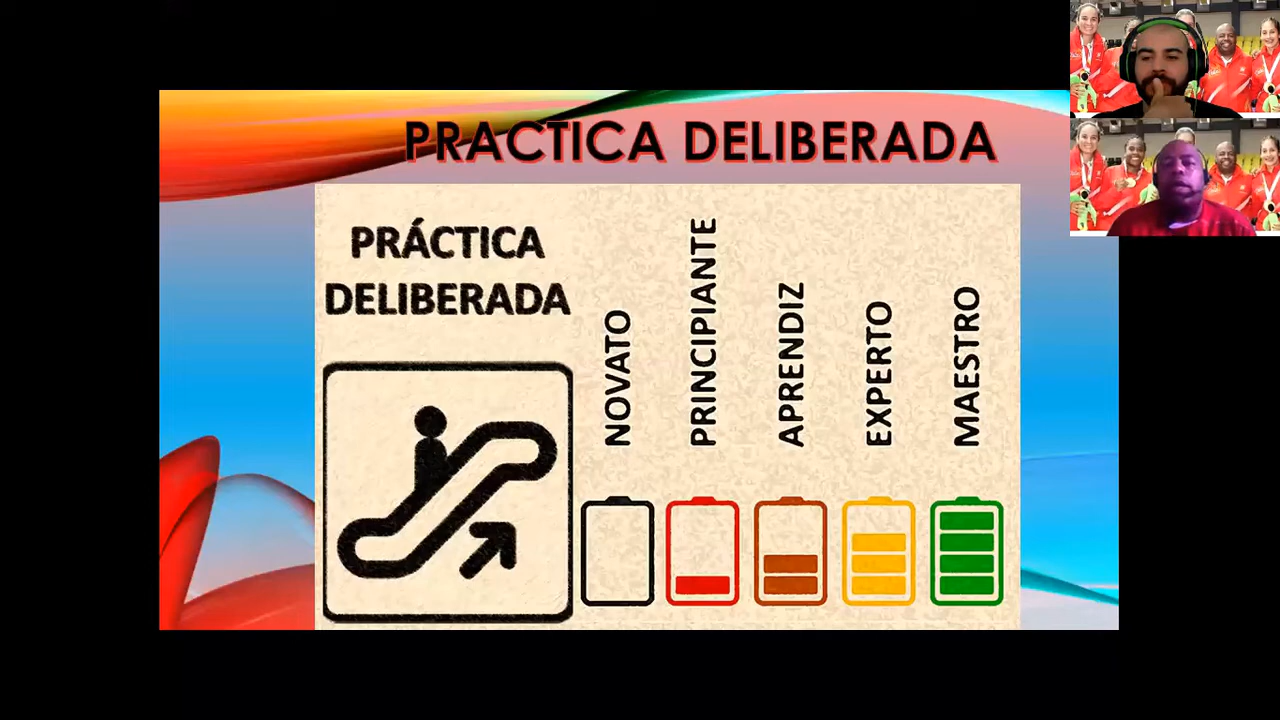 PRACTICA DELIBERADA
PRÁCTICA
DELIBERADA
NOVATO
PRINCIPIANTE
APRENDIZ
EXPERTO
MAESTRO